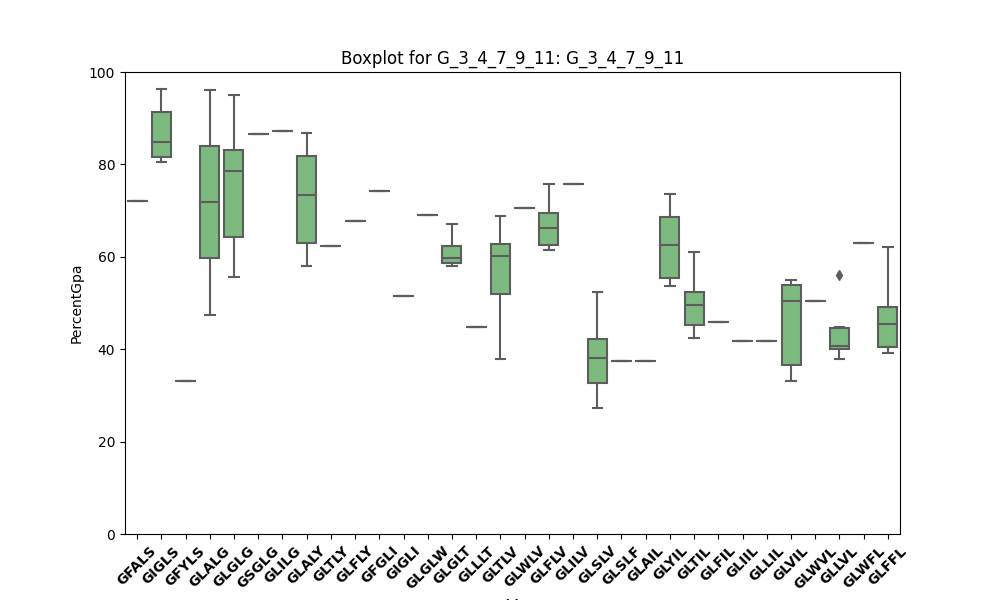 Boxplot for G_3_4_7_9_11: G_3_4_7_9_11
PercentGpa
100
80
60
40
20
0
GFALS
GIGLS
GFYLS
GLALG
GLGLG
GSGLG
GLILG
GLALY
GLTLY
GLFLY
GFGLI
GIGLI
GLGLW
GLGLT
GLLLT
GLTLV
GLWLV
GLFLV
GLILV
GLSLV
GLSLF
GLAIL
GLYIL
GLTIL
GLFIL
GLIIL
GLLIL
GLVIL
GLWVL
GLLVL
GLWFL
GLFFL